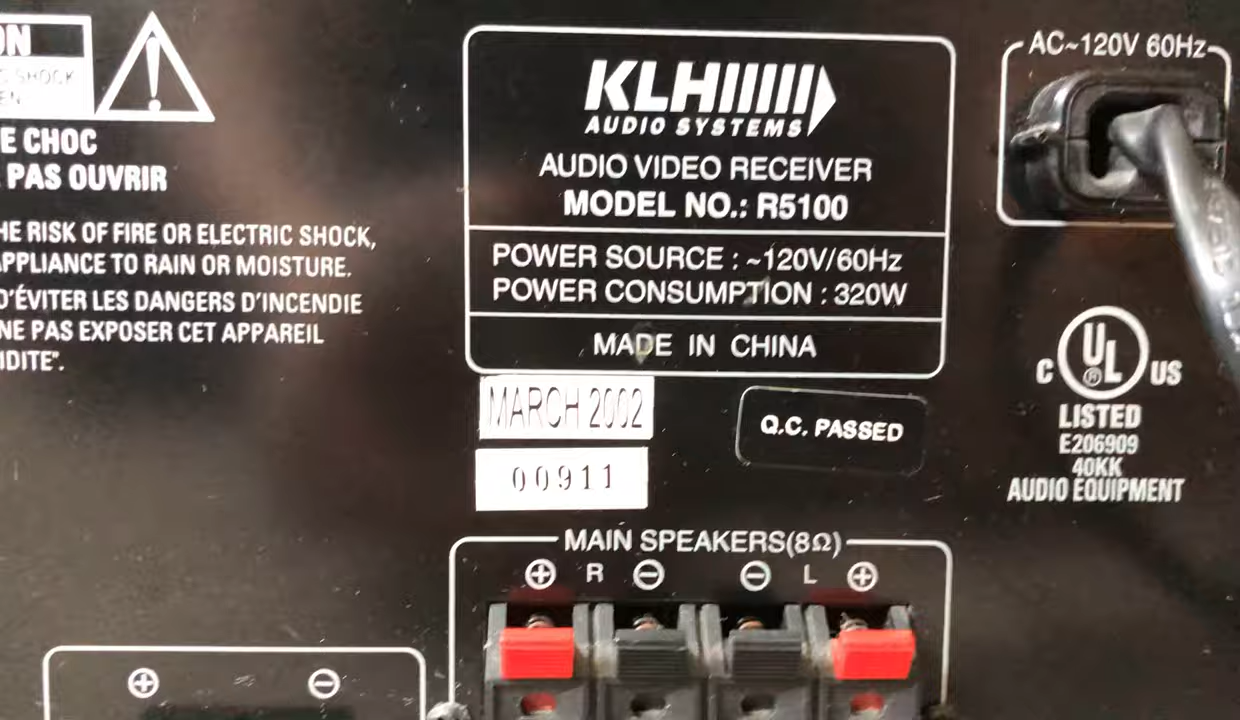 ON
C SHOCK
EN
E CHOC
PAS OUVRIR
HE RISK OF FIRE OR ELECTRIC SHOCK,
APPLIANCE TO RAIN OR MOISTURE.
D'ÉVITER LES DANGERS D'INCENDIE
NE PAS EXPOSER CET APPAREIL
IDITE".
KLH
AUDIO SYSTEMS
AUDIO VIDEO RECEIVER
MODEL NO.: R5100
POWER SOURCE : ~120V/60Hz
POWER CONSUMPTION : 320W
MADE IN CHINA
MARCH 2002
00911
Q.C. PASSED
AC~120V 60Hz
C UL® US
LISTED
E206909
40KK
AUDIO EQUIPMENT
MAIN SPEAKERS(8Ω)
+ R − − L +
+ −